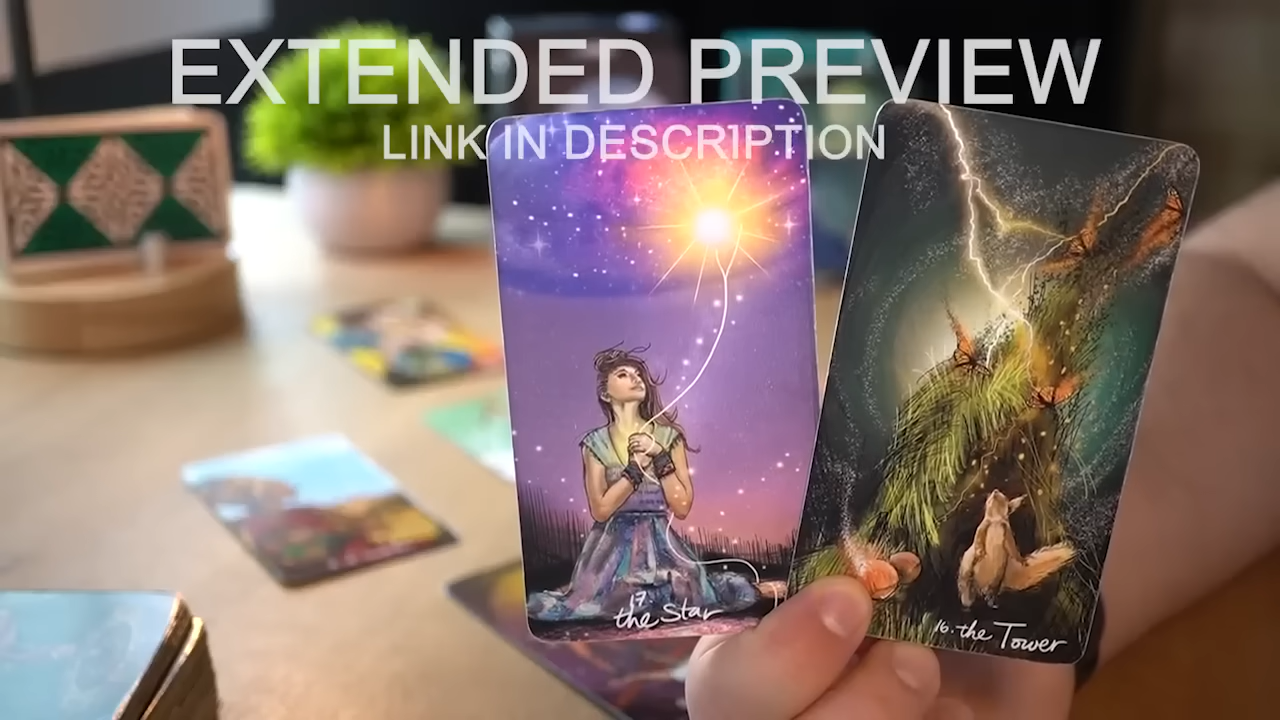 EXTENDED PREVIEW
LINK IN DESCRIPTION
17.
the Star
16. the Tower